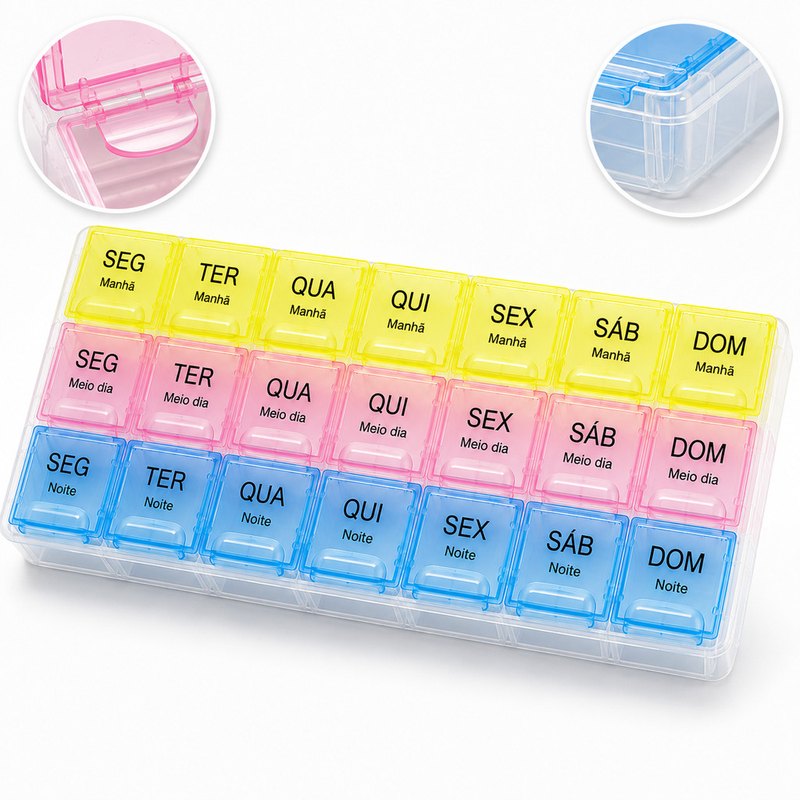 SEG
Manhã
TER
Manhã
QUA
Manhã
QUI
Manhã
SEX
Manhã
SÁB
Manhã
DOM
Manhã
SEG
Meio dia
TER
Meio dia
QUA
Meio dia
QUI
Meio dia
SEX
Meio dia
SÁB
Meio dia
DOM
Meio dia
SEG
Noite
TER
Noite
QUA
Noite
QUI
Noite
SEX
Noite
SÁB
Noite
DOM
Noite